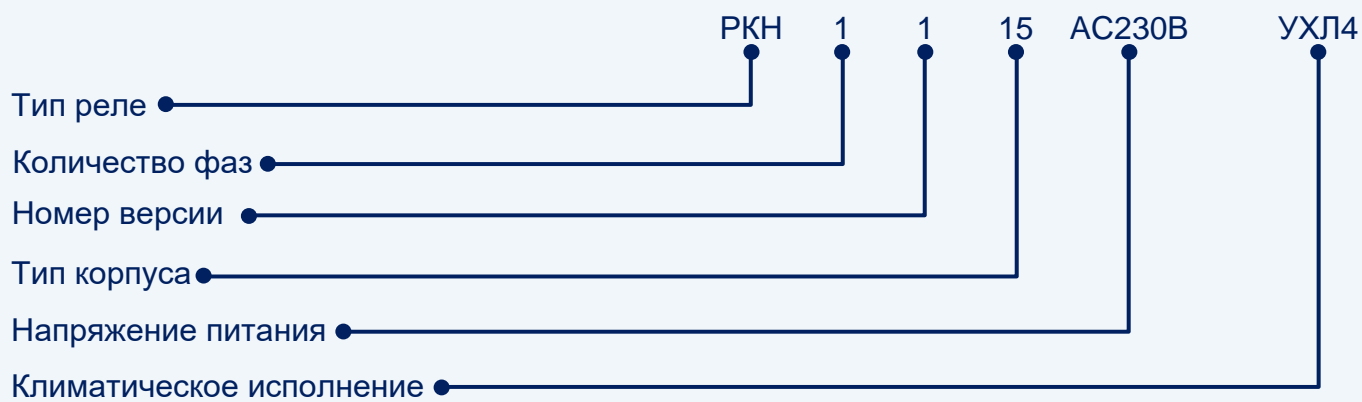 РКН 1 1 15 АС230В УХЛ4
Тип реле
Количество фаз
Номер версии
Тип корпуса
Напряжение питания
Климатическое исполнение